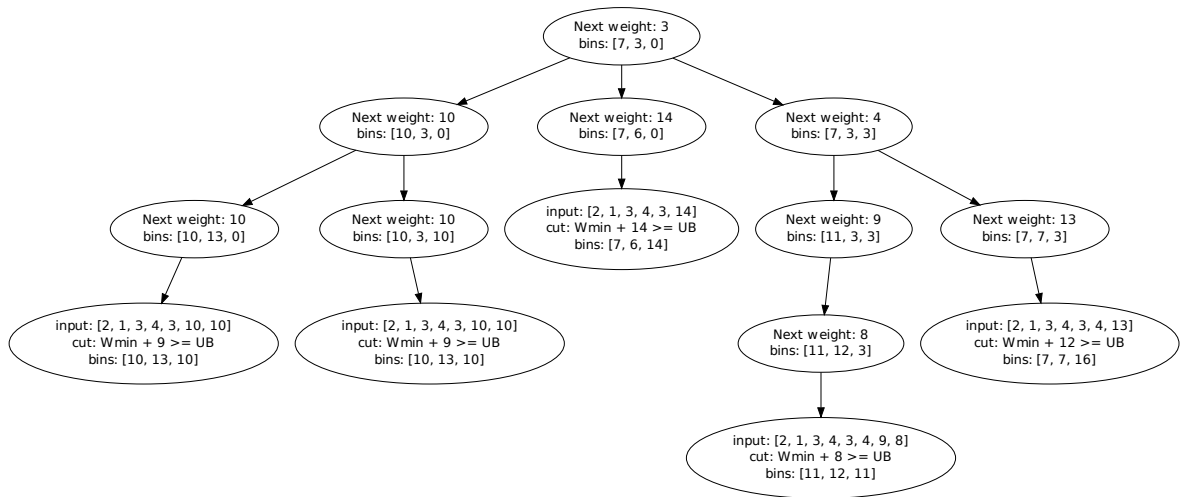 Next weight: 3
bins: [7, 3, 0]
Next weight: 10
bins: [10, 3, 0]
Next weight: 14
bins: [7, 6, 0]
Next weight: 4
bins: [7, 3, 3]
Next weight: 10
bins: [10, 13, 0]
Next weight: 10
bins: [10, 3, 10]
input: [2, 1, 3, 4, 3, 14]
cut: Wmin + 14 >= UB
bins: [7, 6, 14]
Next weight: 9
bins: [11, 3, 3]
Next weight: 13
bins: [7, 7, 3]
input: [2, 1, 3, 4, 3, 10, 10]
cut: Wmin + 9 >= UB
bins: [10, 13, 10]
input: [2, 1, 3, 4, 3, 10, 10]
cut: Wmin + 9 >= UB
bins: [10, 13, 10]
Next weight: 8
bins: [11, 12, 3]
input: [2, 1, 3, 4, 3, 4, 13]
cut: Wmin + 12 >= UB
bins: [7, 7, 16]
input: [2, 1, 3, 4, 3, 4, 9, 8]
cut: Wmin + 8 >= UB
bins: [11, 12, 11]